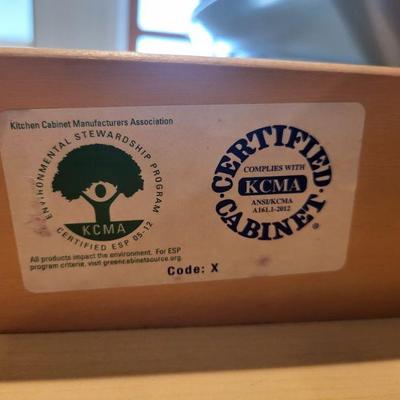 Kitchen Cabinet Manufacturers Association
ENVIRONMENTAL STEWARDSHIP PROGRAM
KCMA
CERTIFIED ESP 05-12
CERTIFIED
COMPLIES WITH
KCMA
ANSI/KCMA
A161.1-2012
CABINET
®
All products impact the environment. For ESP
program criteria, visit greencabinetsource.org.
Code: X